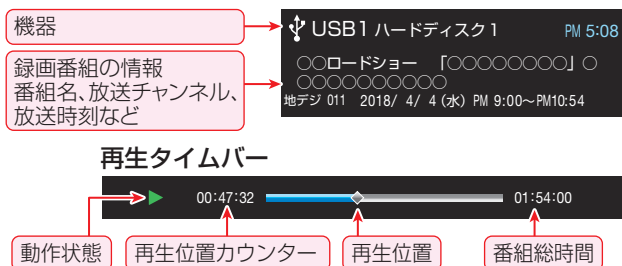 機器
USB1 ハードディスク1 PM 5:08
録画番組の情報
番組名、放送チャンネル、
放送時刻など
○○ロードショー 「○○○○○○○○」○
○○○○○○○○○○
地デジ 011 2018/ 4/ 4(水) PM 9:00~PM10:54
再生タイムバー
00:47:32 01:54:00
動作状態 再生位置カウンター 再生位置 番組総時間